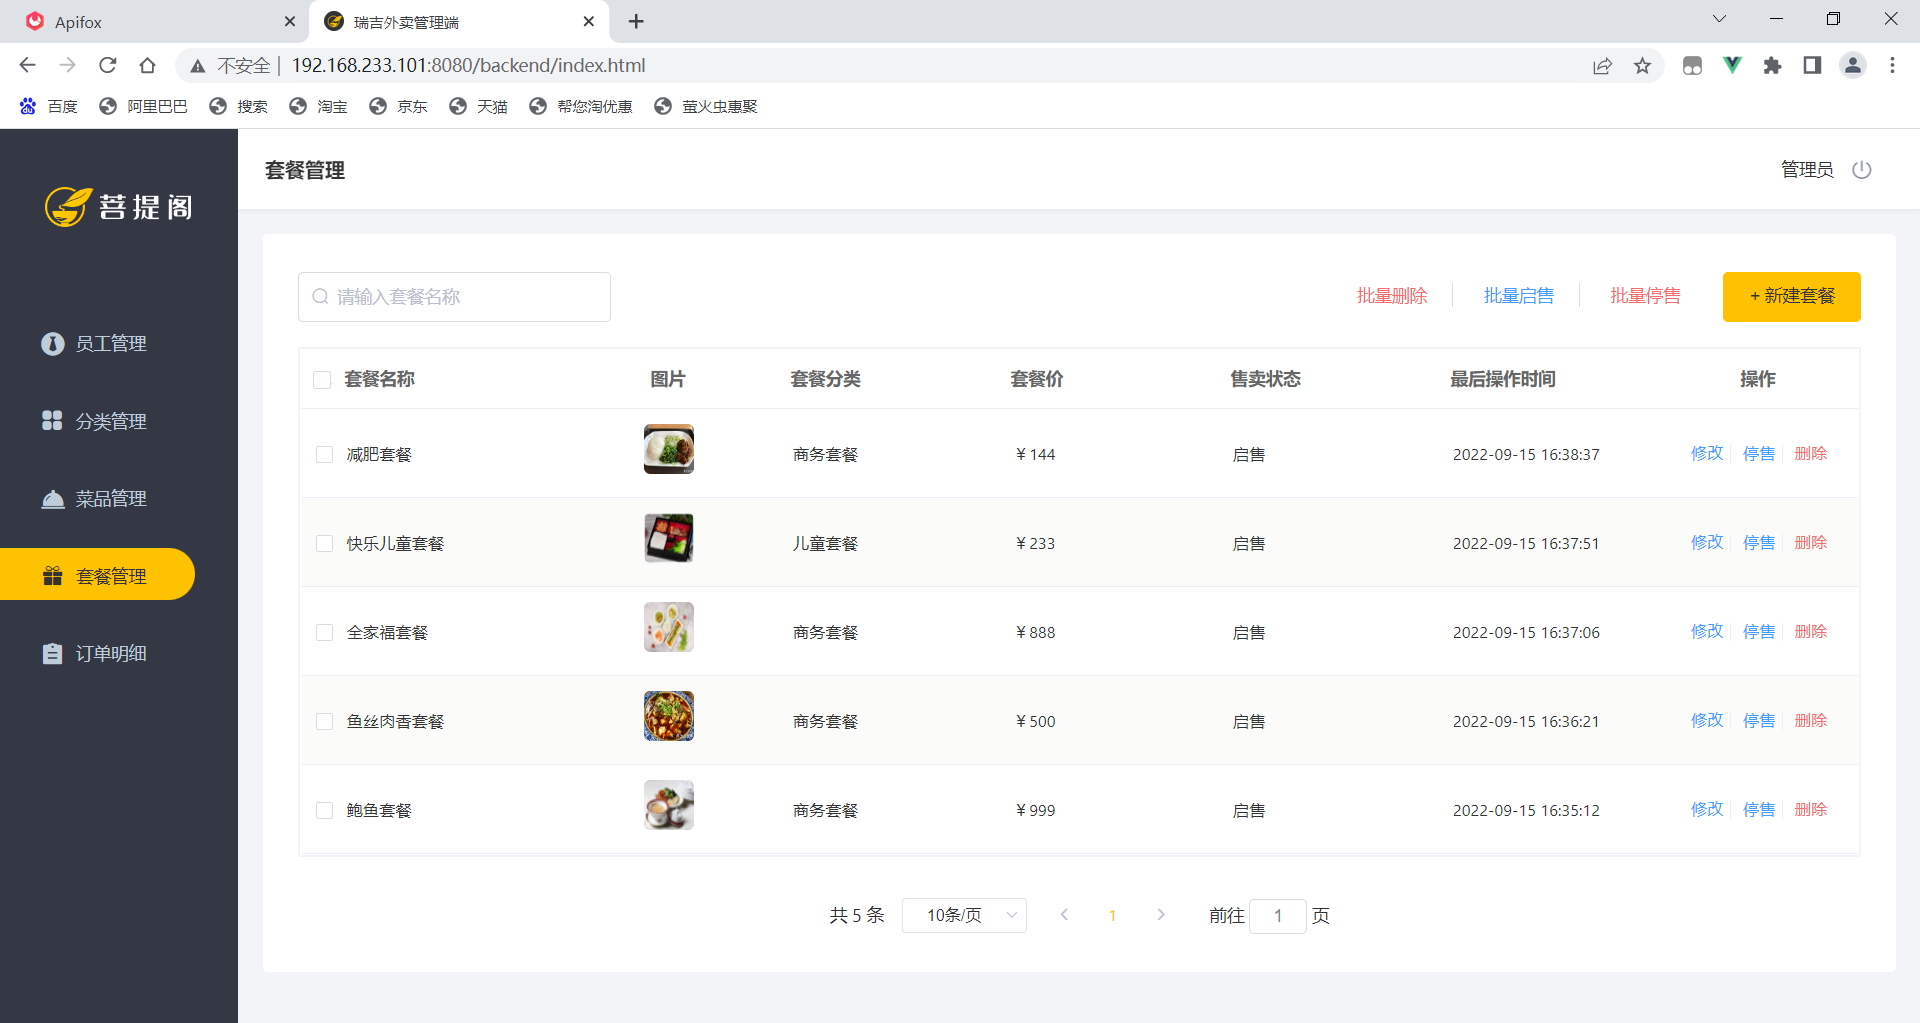 Apifox
瑞吉外卖管理端
不安全 192.168.233.101:8080/backend/index.html
百度 阿里巴巴 搜索 淘宝 京东 天猫 帮您淘优惠 萤火虫惠聚
菩提阁
员工管理
分类管理
菜品管理
套餐管理
订单明细
套餐管理
管理员
请输入套餐名称
批量删除 批量启售 批量停售 + 新建套餐
套餐名称 图片 套餐分类 套餐价 售卖状态 最后操作时间 操作
减肥套餐 商务套餐 ¥ 144 启售 2022-09-15 16:38:37 修改 停售 删除
快乐儿童套餐 儿童套餐 ¥ 233 启售 2022-09-15 16:37:51 修改 停售 删除
全家福套餐 商务套餐 ¥ 888 启售 2022-09-15 16:37:06 修改 停售 删除
鱼丝肉香套餐 商务套餐 ¥ 500 启售 2022-09-15 16:36:21 修改 停售 删除
鲍鱼套餐 商务套餐 ¥ 999 启售 2022-09-15 16:35:12 修改 停售 删除
共 5 条 10条/页 1 前往 1 页